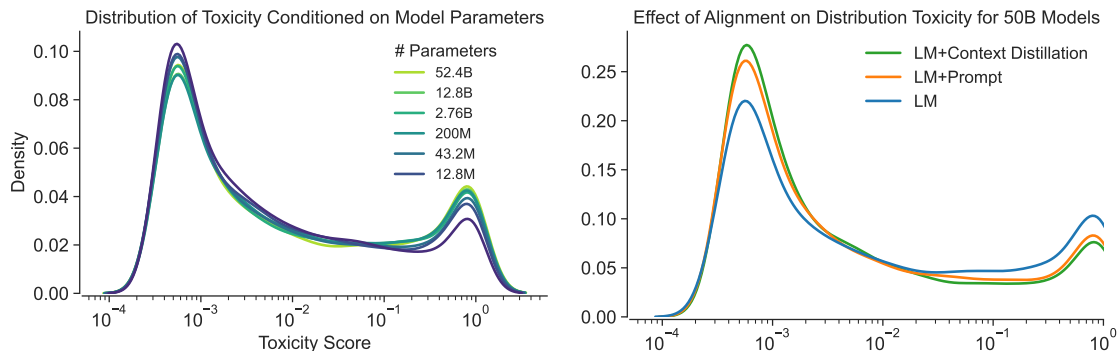 Distribution of Toxicity Conditioned on Model Parameters
0.10
0.08
0.06
0.04
0.02
0.00
Density
# Parameters
52.4B
12.8B
2.76B
200M
43.2M
12.8M
10⁻⁴
10⁻³
10⁻²
10⁻¹
10⁰
Toxicity Score
Effect of Alignment on Distribution Toxicity for 50B Models
0.25
0.20
0.15
0.10
0.05
0.00
LM+Context Distillation
LM+Prompt
LM
10⁻⁴
10⁻³
10⁻²
10⁻¹
10⁰